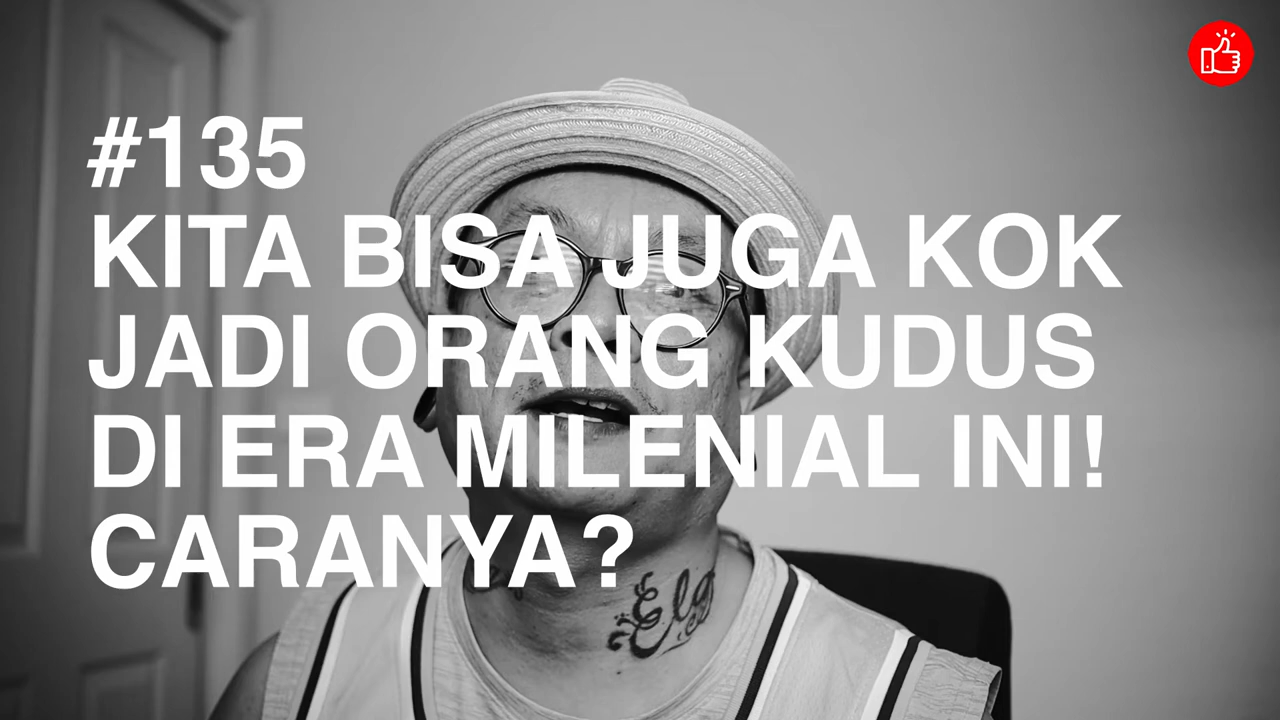 #135
KITA BISA JUGA KOK
JADI ORANG KUDUS
DI ERA MILENIAL INI!
CARANYA?